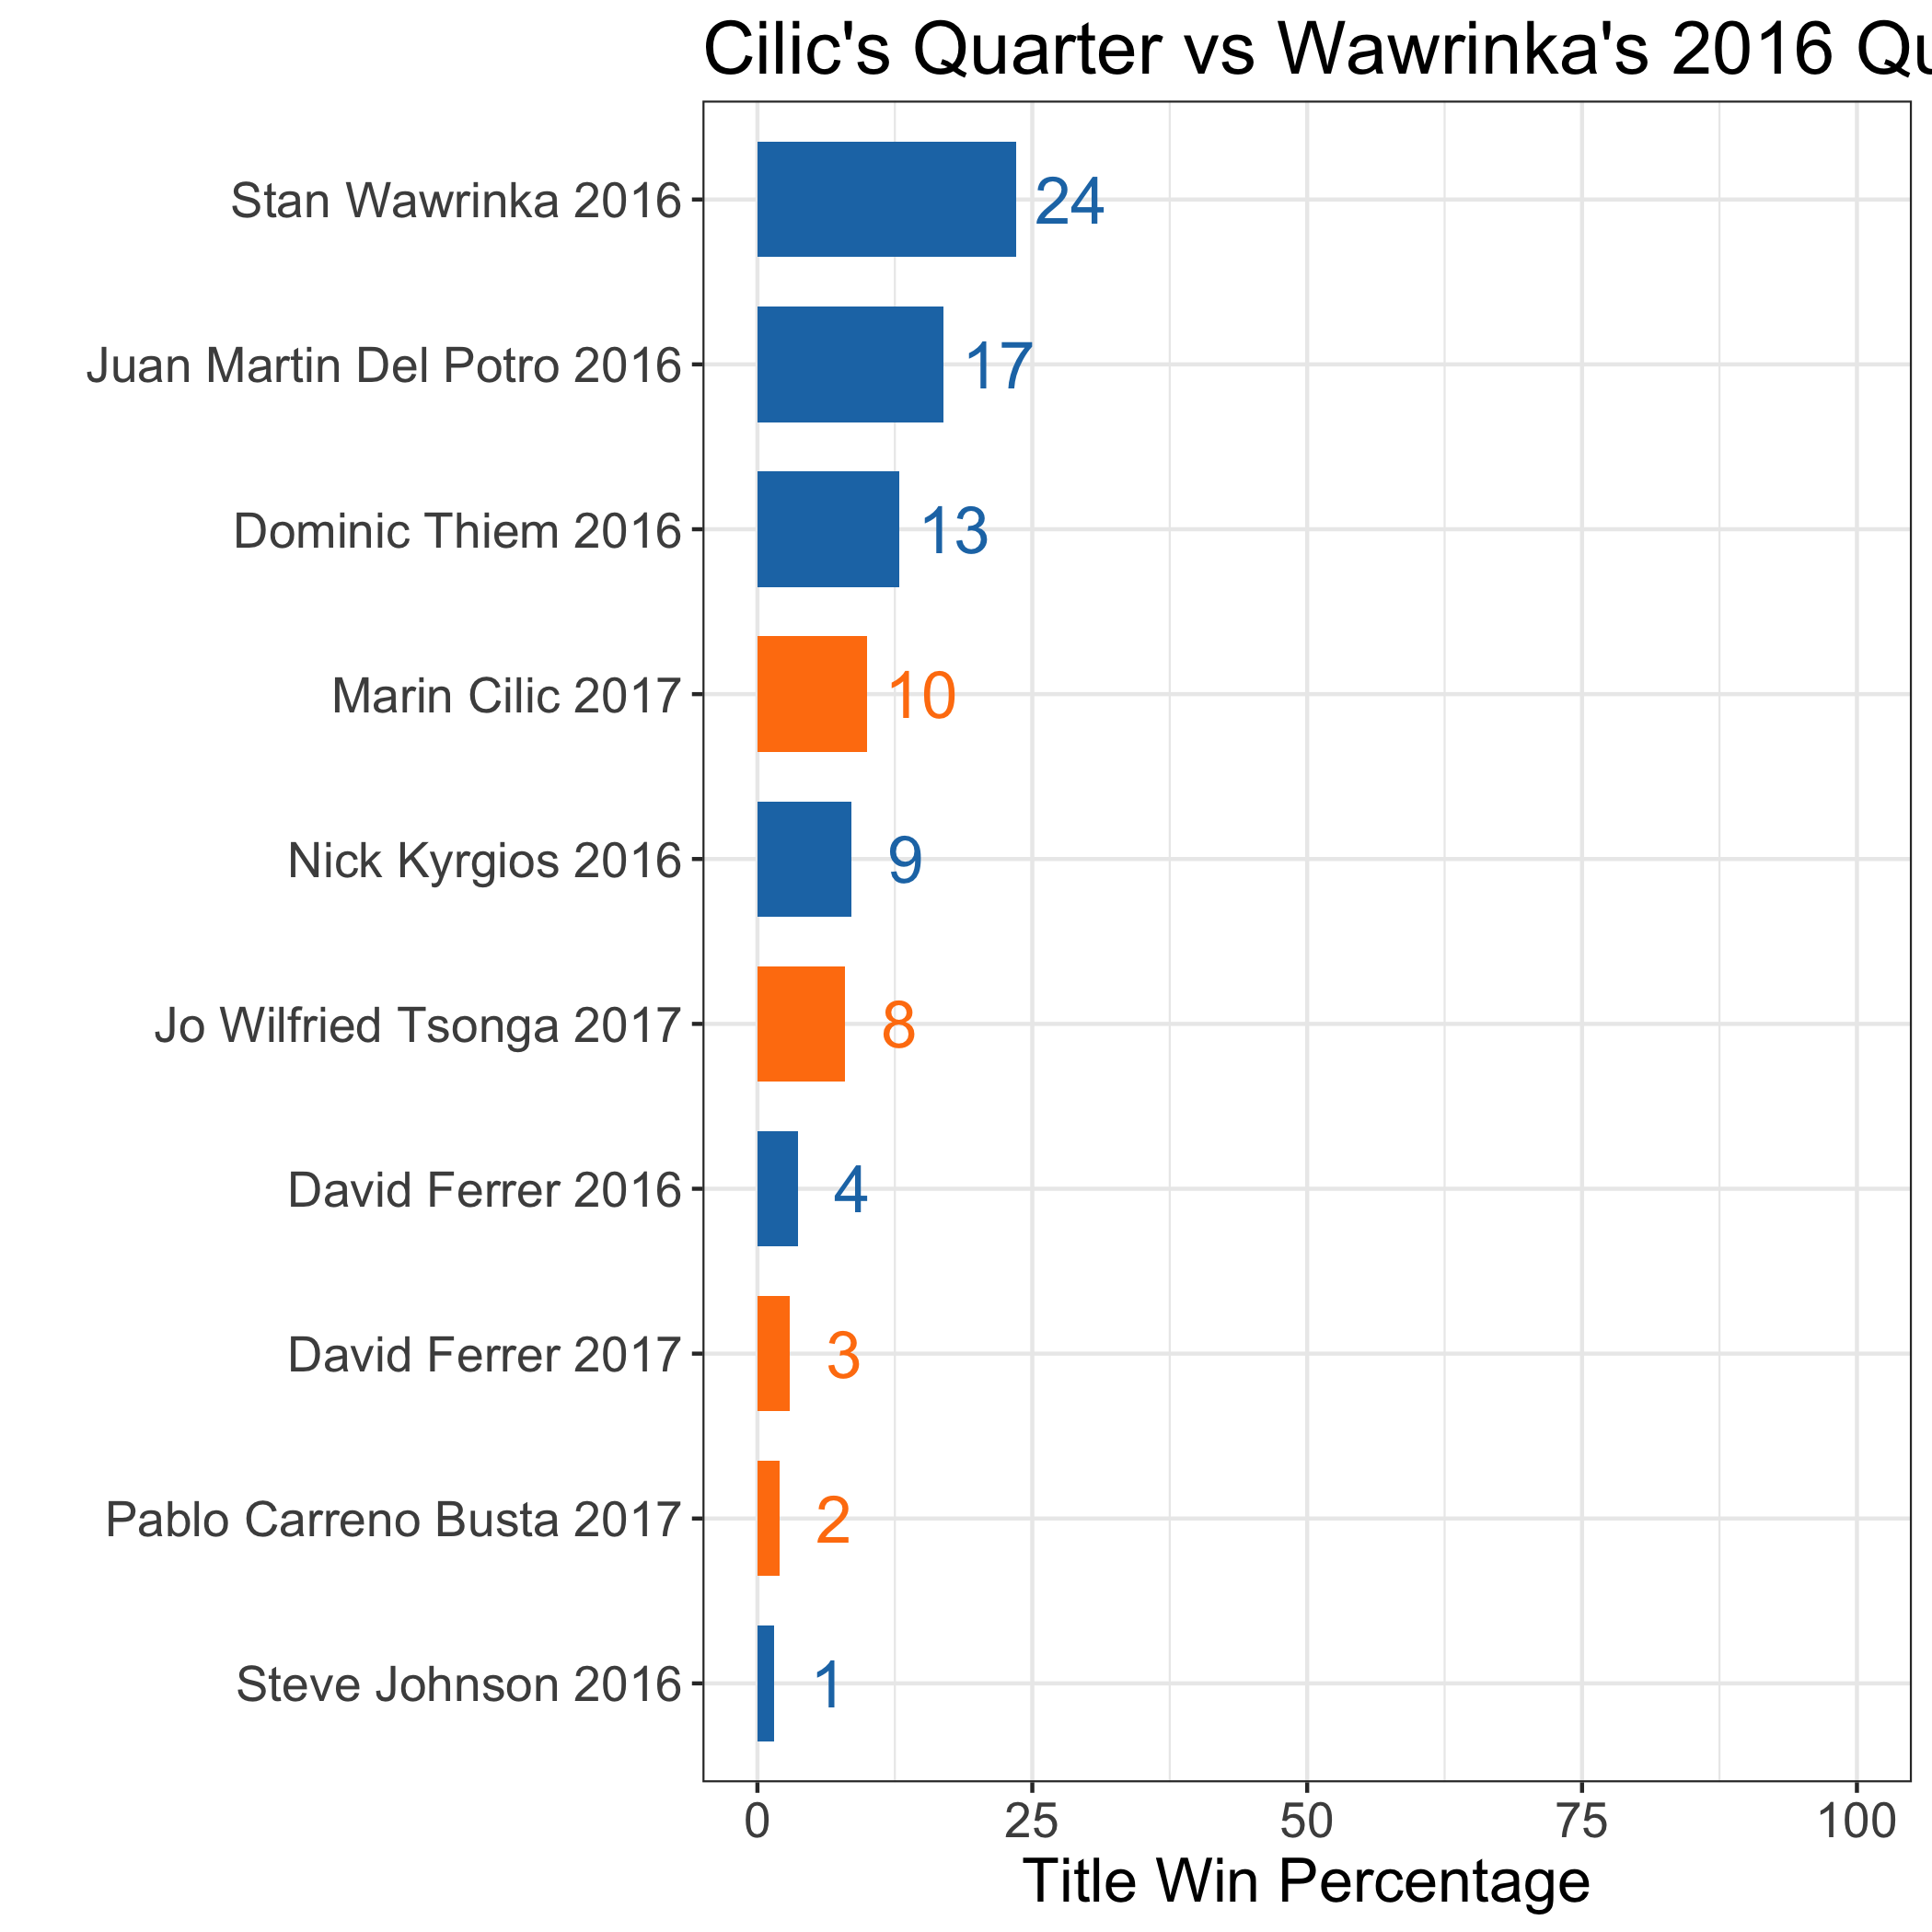 Cilic's Quarter vs Wawrinka's 2016 Qu
Stan Wawrinka 2016 24
Juan Martin Del Potro 2016 17
Dominic Thiem 2016 13
Marin Cilic 2017 10
Nick Kyrgios 2016 9
Jo Wilfried Tsonga 2017 8
David Ferrer 2016 4
David Ferrer 2017 3
Pablo Carreno Busta 2017 2
Steve Johnson 2016 1
0 25 50 75 100
Title Win Percentage